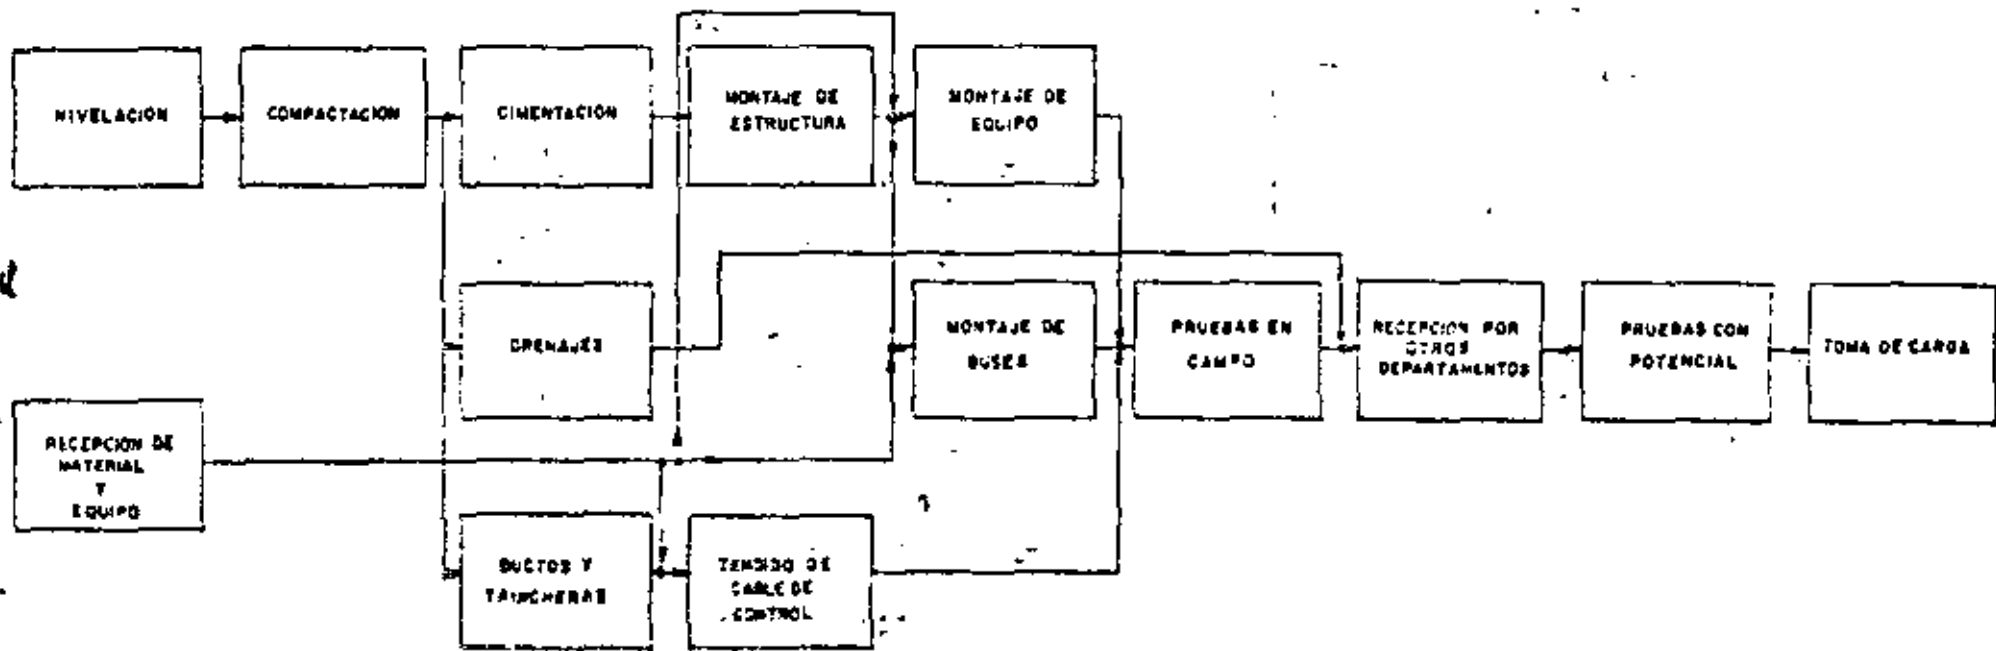 NIVELACION
COMPACTACION
CIMENTACION
MONTAJE DE
ESTRUCTURA
MONTAJE DE
EQUIPO
DRENAJES
MONTAJE DE
BUSES
PRUEBAS EN
CAMPO
RECEPCION POR
OTROS
DEPARTAMENTOS
PRUEBAS CON
POTENCIAL
TOMA DE CARGA
RECEPCION DE
MATERIAL
Y
EQUIPO
DUCTOS Y
TRINCHERAS
TENDIDO DE
CABLE DE
CONTROL